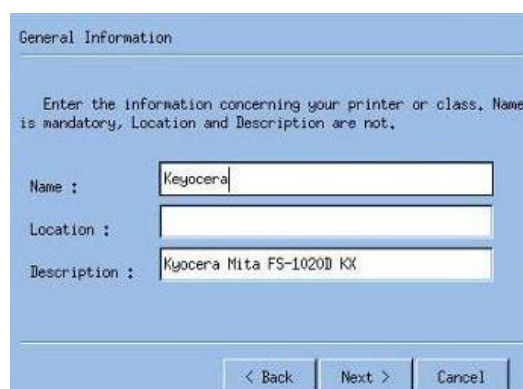 General Information
Enter the information concerning your printer or class. Name
is mandatory, Location and Description are not.
Name : Keyocera
Location :
Description : Kyocera Mita FS-1020D KX
< Back Next > Cancel